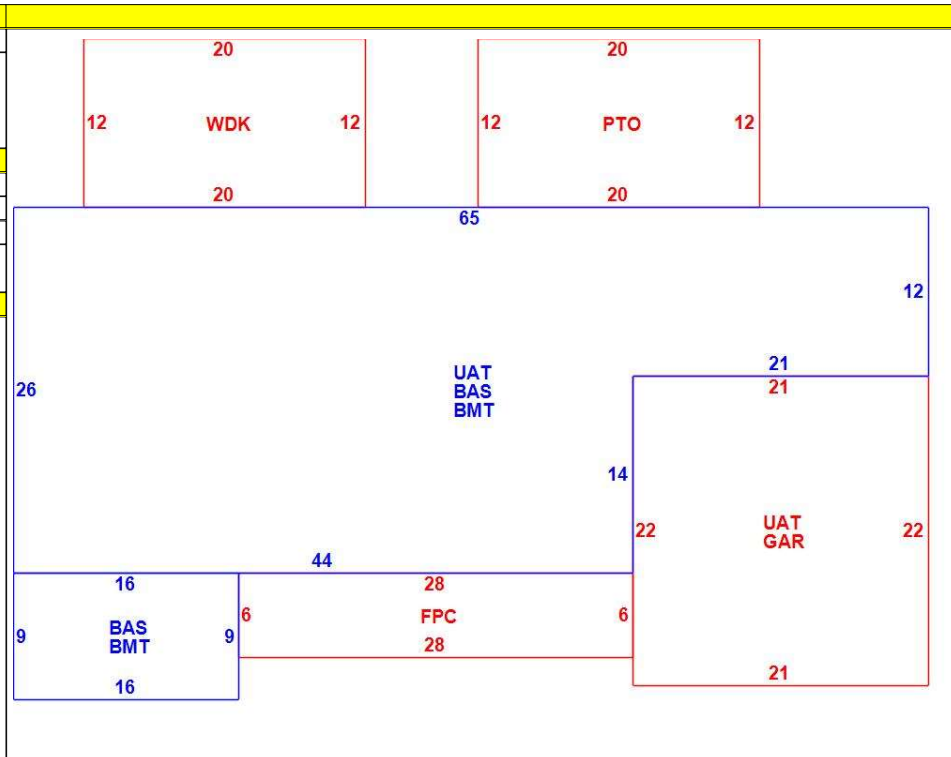 20 20
12 WDK 12 12 PTO 12
20 20
65
12
21
UAT
26 BAS 21
BMT
14
22 UAT 22
GAR
44
16 28
6 FPC 6
9 BAS 9
BMT 28
21
16